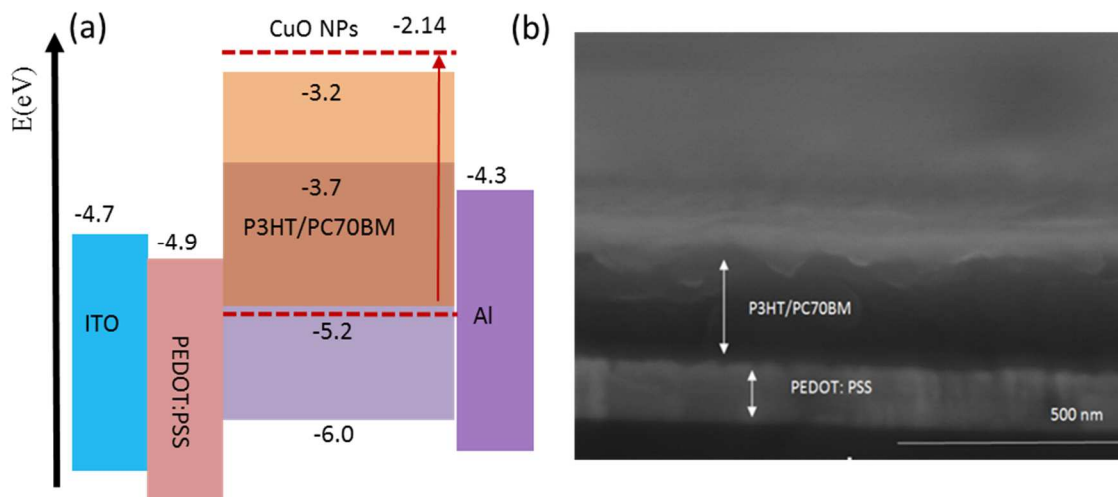 (a)
CuO NPs
-2.14
(b)
E(eV)
-3.2
-3.7
P3HT/PC70BM
-4.3
-4.7
-4.9
ITO
PEDOT:PSS
-5.2
Al
-6.0
P3HT/PC70BM
PEDOT: PSS
500 nm